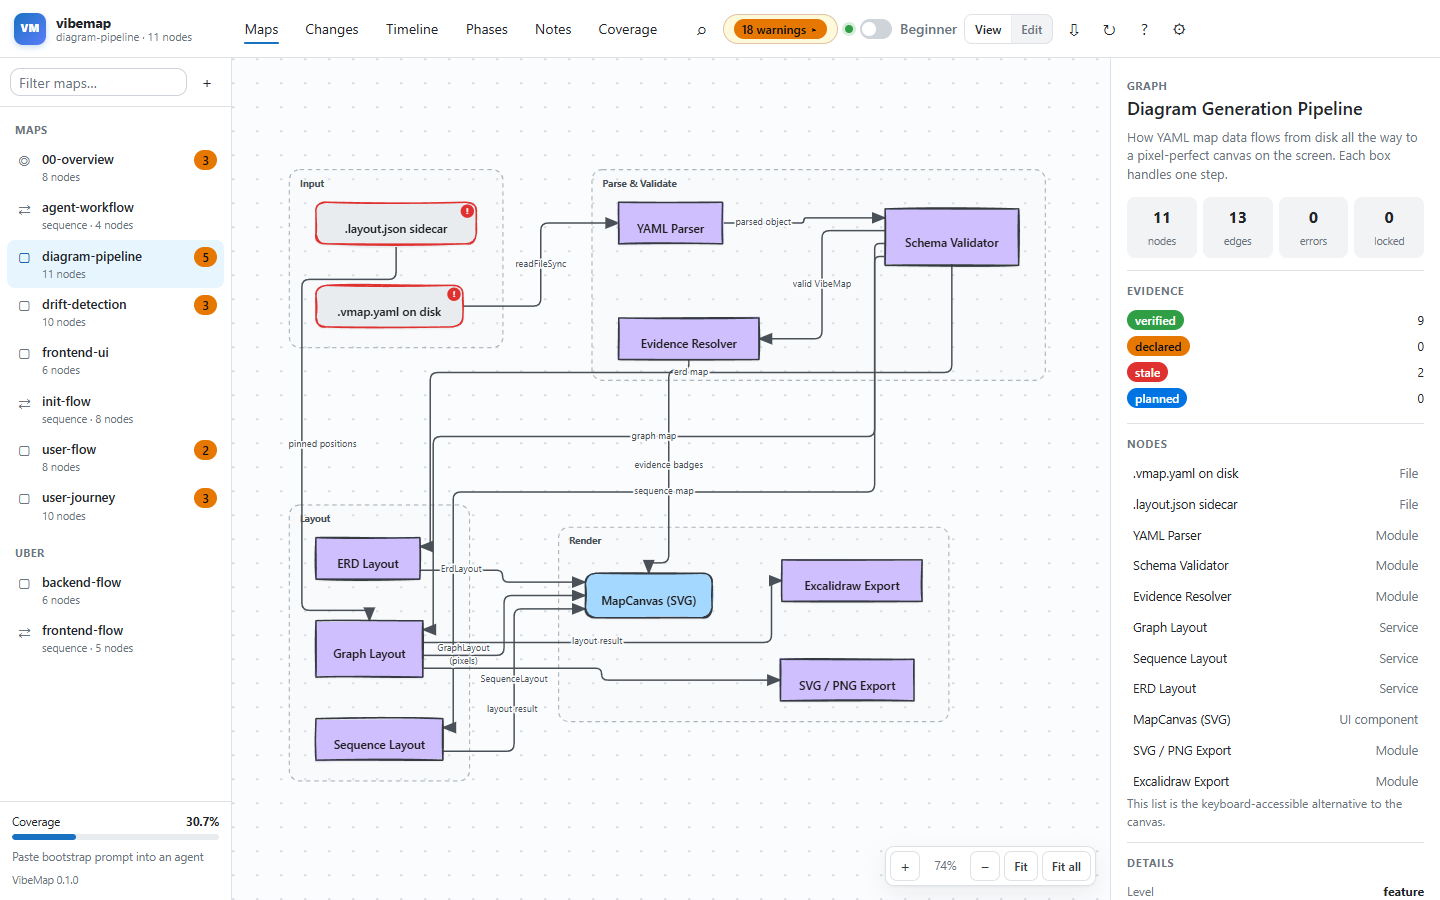 VM
vibemap
diagram-pipeline · 11 nodes
Maps
Changes
Timeline
Phases
Notes
Coverage
18 warnings
Beginner
View
Edit
?
Filter maps...
+
MAPS
00-overview
3
8 nodes
agent-workflow
sequence · 4 nodes
diagram-pipeline
5
11 nodes
drift-detection
3
10 nodes
frontend-ui
6 nodes
init-flow
sequence · 8 nodes
user-flow
2
8 nodes
user-journey
3
10 nodes
UBER
backend-flow
6 nodes
frontend-flow
sequence · 5 nodes
Coverage
30.7%
Paste bootstrap prompt into an agent
VibeMap 0.1.0
Input
.layout.json sidecar
!
.vmap.yaml on disk
!
readFileSync
Parse & Validate
YAML Parser
parsed object
Schema Validator
valid VibeMap
Evidence Resolver
erd map
graph map
pinned positions
evidence badges
sequence map
Layout
ERD Layout
ErdLayout
Graph Layout
GraphLayout
(pixels)
SequenceLayout
layout result
Sequence Layout
Render
MapCanvas (SVG)
Excalidraw Export
layout result
SVG / PNG Export
+
74%
−
Fit
Fit all
GRAPH
Diagram Generation Pipeline
How YAML map data flows from disk all the way to
a pixel-perfect canvas on the screen. Each box
handles one step.
11
nodes
13
edges
0
errors
0
locked
EVIDENCE
verified
9
declared
0
stale
2
planned
0
NODES
.vmap.yaml on disk
File
.layout.json sidecar
File
YAML Parser
Module
Schema Validator
Module
Evidence Resolver
Module
Graph Layout
Service
Sequence Layout
Service
ERD Layout
Service
MapCanvas (SVG)
UI component
SVG / PNG Export
Module
Excalidraw Export
Module
This list is the keyboard-accessible alternative to the
canvas.
DETAILS
Level
feature